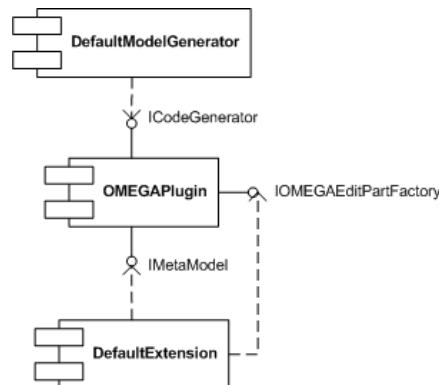 DefaultModelGenerator
ICodeGenerator
OMEGAPlugin
IOMEGAEditPartFactory
IMetaModel
DefaultExtension